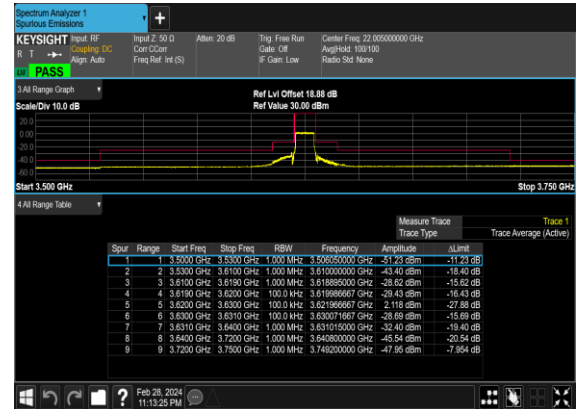 Spectrum Analyzer 1
Spurious Emissions
KEYSIGHT Input: RF Input Z: 50 Ω Atten: 20 dB Trig: Free Run Center Freq: 22.005000000 GHz
R T Coupling: DC Corr CCorr Gate: Off Avg|Hold: 100/100
Align: Auto Freq Ref: Int (S) IF Gain: Low Radio Std: None
PASS
3 All Range Graph
Ref Lvl Offset 18.88 dB
Scale/Div 10.0 dB Ref Value 30.00 dBm
20.0
0.00
-20.0
-40.0
-60.0
Start 3.500 GHz Stop 3.750 GHz
4 All Range Table
Measure Trace Trace 1
Trace Type Trace Average (Active)
Spur Range Start Freq Stop Freq RBW Frequency Amplitude ΔLimit
1 1 3.5000 GHz 3.5300 GHz 1.000 MHz 3.506050000 GHz -51.23 dBm -11.23 dB
2 2 3.5300 GHz 3.6100 GHz 1.000 MHz 3.610000000 GHz -43.40 dBm -18.40 dB
3 3 3.6100 GHz 3.6190 GHz 1.000 MHz 3.618895000 GHz -28.62 dBm -15.62 dB
4 4 3.6190 GHz 3.6200 GHz 100.0 kHz 3.619986667 GHz -29.43 dBm -16.43 dB
5 5 3.6200 GHz 3.6300 GHz 100.0 kHz 3.621966667 GHz 2.118 dBm -27.88 dB
6 6 3.6300 GHz 3.6310 GHz 100.0 kHz 3.630071667 GHz -28.69 dBm -15.69 dB
7 7 3.6310 GHz 3.6400 GHz 1.000 MHz 3.631015000 GHz -32.40 dBm -19.40 dB
8 8 3.6400 GHz 3.7200 GHz 1.000 MHz 3.640800000 GHz -45.54 dBm -20.54 dB
9 9 3.7200 GHz 3.7500 GHz 1.000 MHz 3.749200000 GHz -47.95 dBm -7.954 dB
Feb 28, 2024
11:13:25 PM